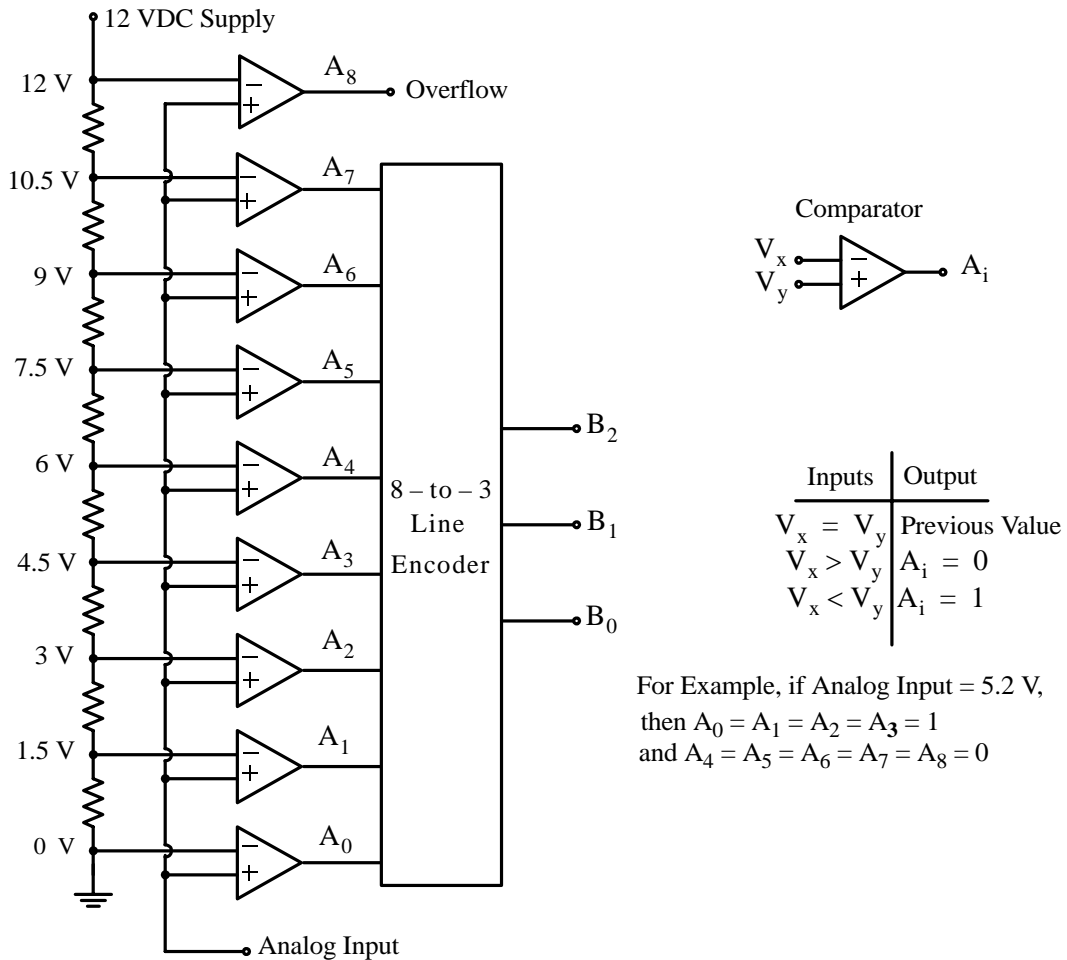 12 VDC Supply
12 V
−
+
A8
Overflow
10.5 V
−
+
A7
9 V
−
+
A6
7.5 V
−
+
A5
6 V
−
+
A4
4.5 V
−
+
A3
3 V
−
+
A2
1.5 V
−
+
A1
0 V
−
+
A0
Analog Input
8 – to – 3
Line
Encoder
B2
B1
B0
Comparator
Vx
−
Vy
+
Ai
Inputs Output
Vx = Vy Previous Value
Vx > Vy Ai = 0
Vx < Vy Ai = 1
For Example, if Analog Input = 5.2 V,
then A0 = A1 = A2 = A3 = 1
and A4 = A5 = A6 = A7 = A8 = 0